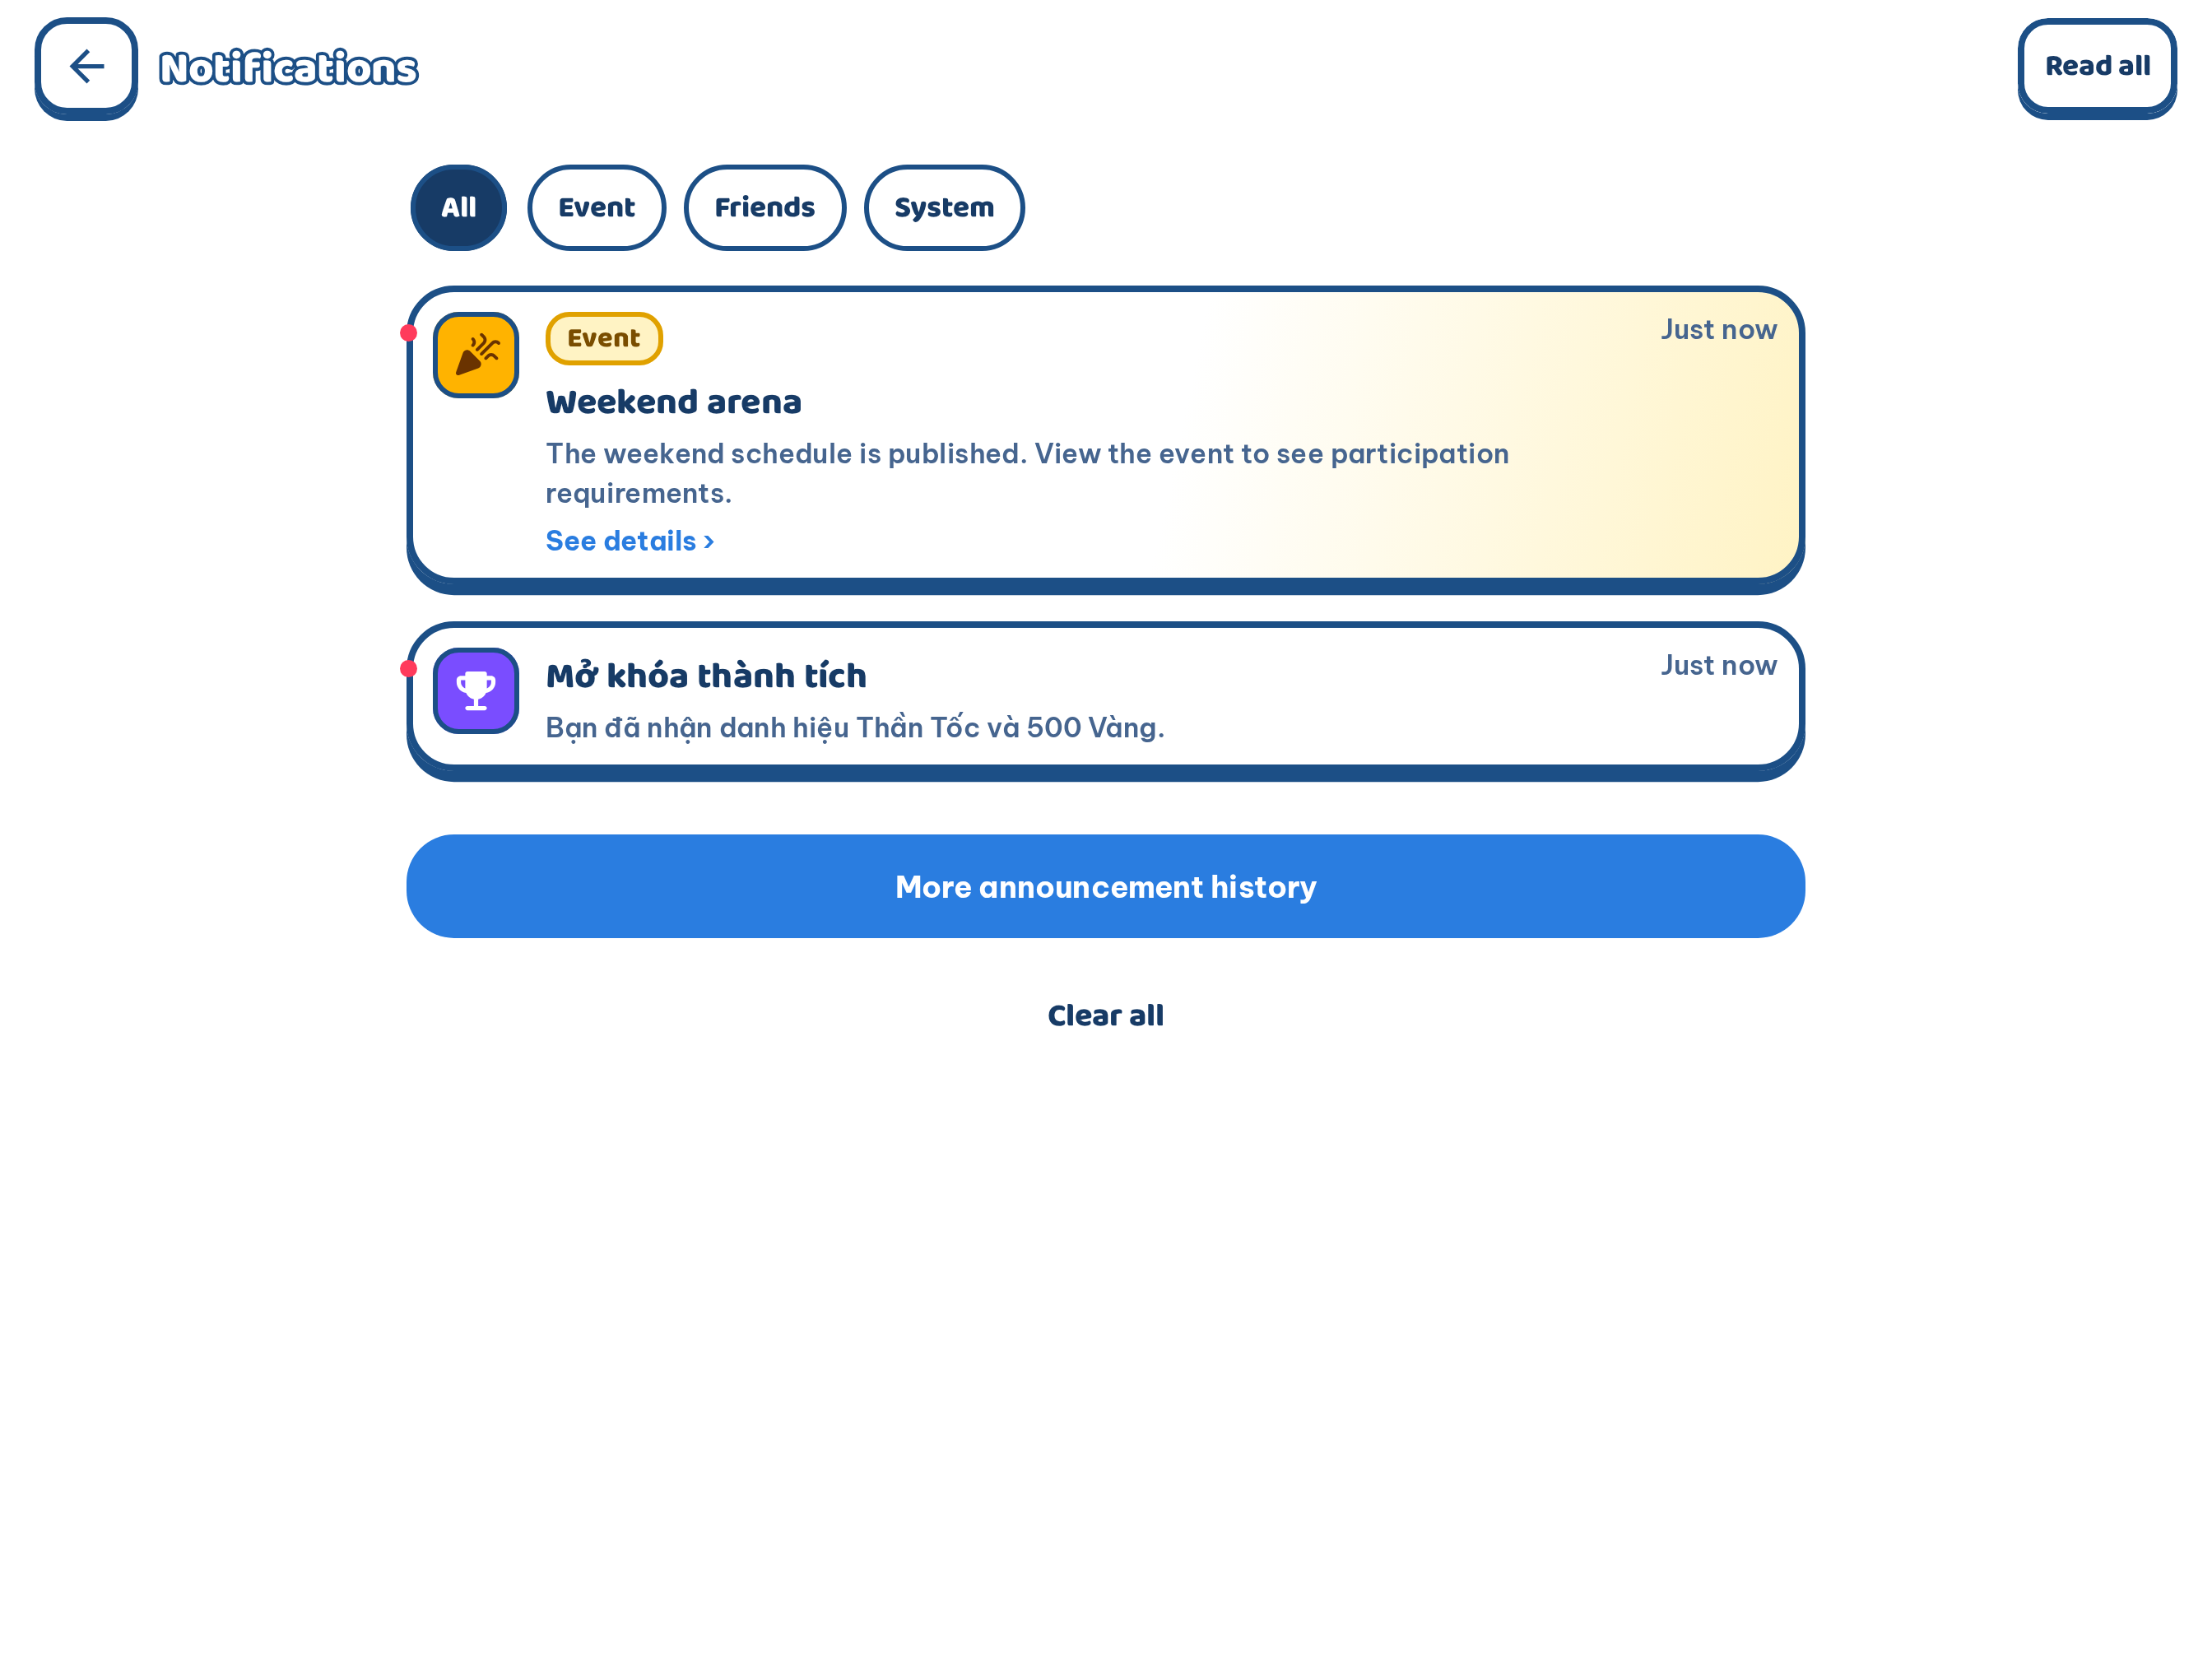 Notifications
Read all
All
Event
Friends
System
Event
Just now
Weekend arena
The weekend schedule is published. View the event to see participation
requirements.
See details ›
Mở khóa thành tích
Just now
Bạn đã nhận danh hiệu Thần Tốc và 500 Vàng.
More announcement history
Clear all